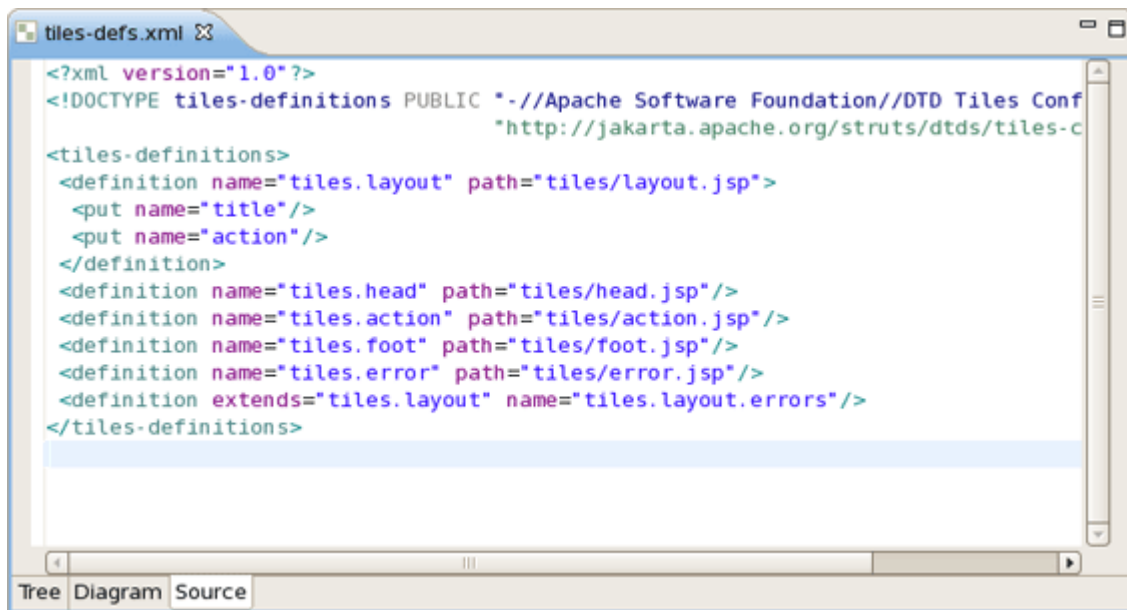 tiles-defs.xml
<?xml version="1.0"?>
<!DOCTYPE tiles-definitions PUBLIC "-//Apache Software Foundation//DTD Tiles Conf
"http://jakarta.apache.org/struts/dtds/tiles-c
<tiles-definitions>
<definition name="tiles.layout" path="tiles/layout.jsp">
<put name="title"/>
<put name="action"/>
</definition>
<definition name="tiles.head" path="tiles/head.jsp"/>
<definition name="tiles.action" path="tiles/action.jsp"/>
<definition name="tiles.foot" path="tiles/foot.jsp"/>
<definition name="tiles.error" path="tiles/error.jsp"/>
<definition extends="tiles.layout" name="tiles.layout.errors"/>
</tiles-definitions>
Tree Diagram Source